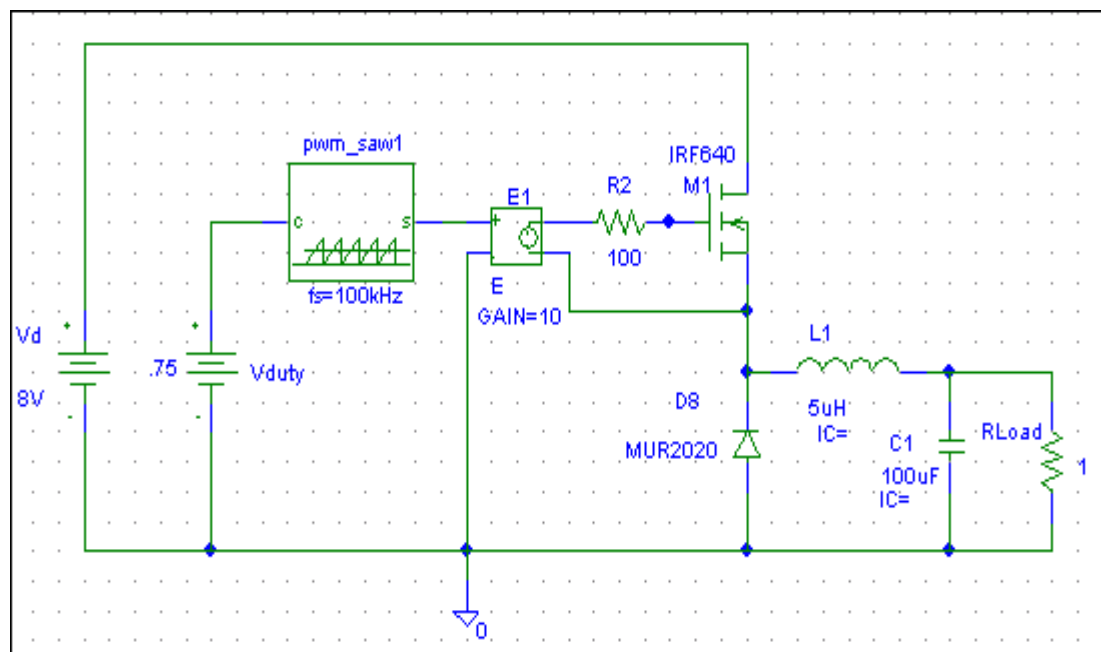 pwm_saw1
IRF640
M1
E1
R2
c
s
+
-
100
fs=100kHz
E
GAIN=10
+
+
Vd
.75
Vduty
8V
-
-
L1
D8
5uH
IC=
MUR2020
C1
100uF
IC=
RLoad
1
0